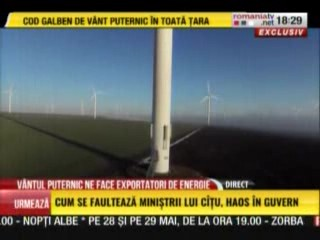 COD GALBEN DE VÂNT PUTERNIC ÎN TOATĂ ȚARA
romaniatv
.net
18:29
EXCLUSIV
VÂNTUL PUTERNIC NE FACE EXPORTATORI DE ENERGIE
DIRECT
URMEAZĂ
CUM SE FAULTEAZĂ MINIȘTRII LUI CÎȚU, HAOS ÎN GUVERN
:00 - NOPȚI ALBE * PE 28 ȘI PE 29 MAI, DE LA ORA 19.00 - ZORBA